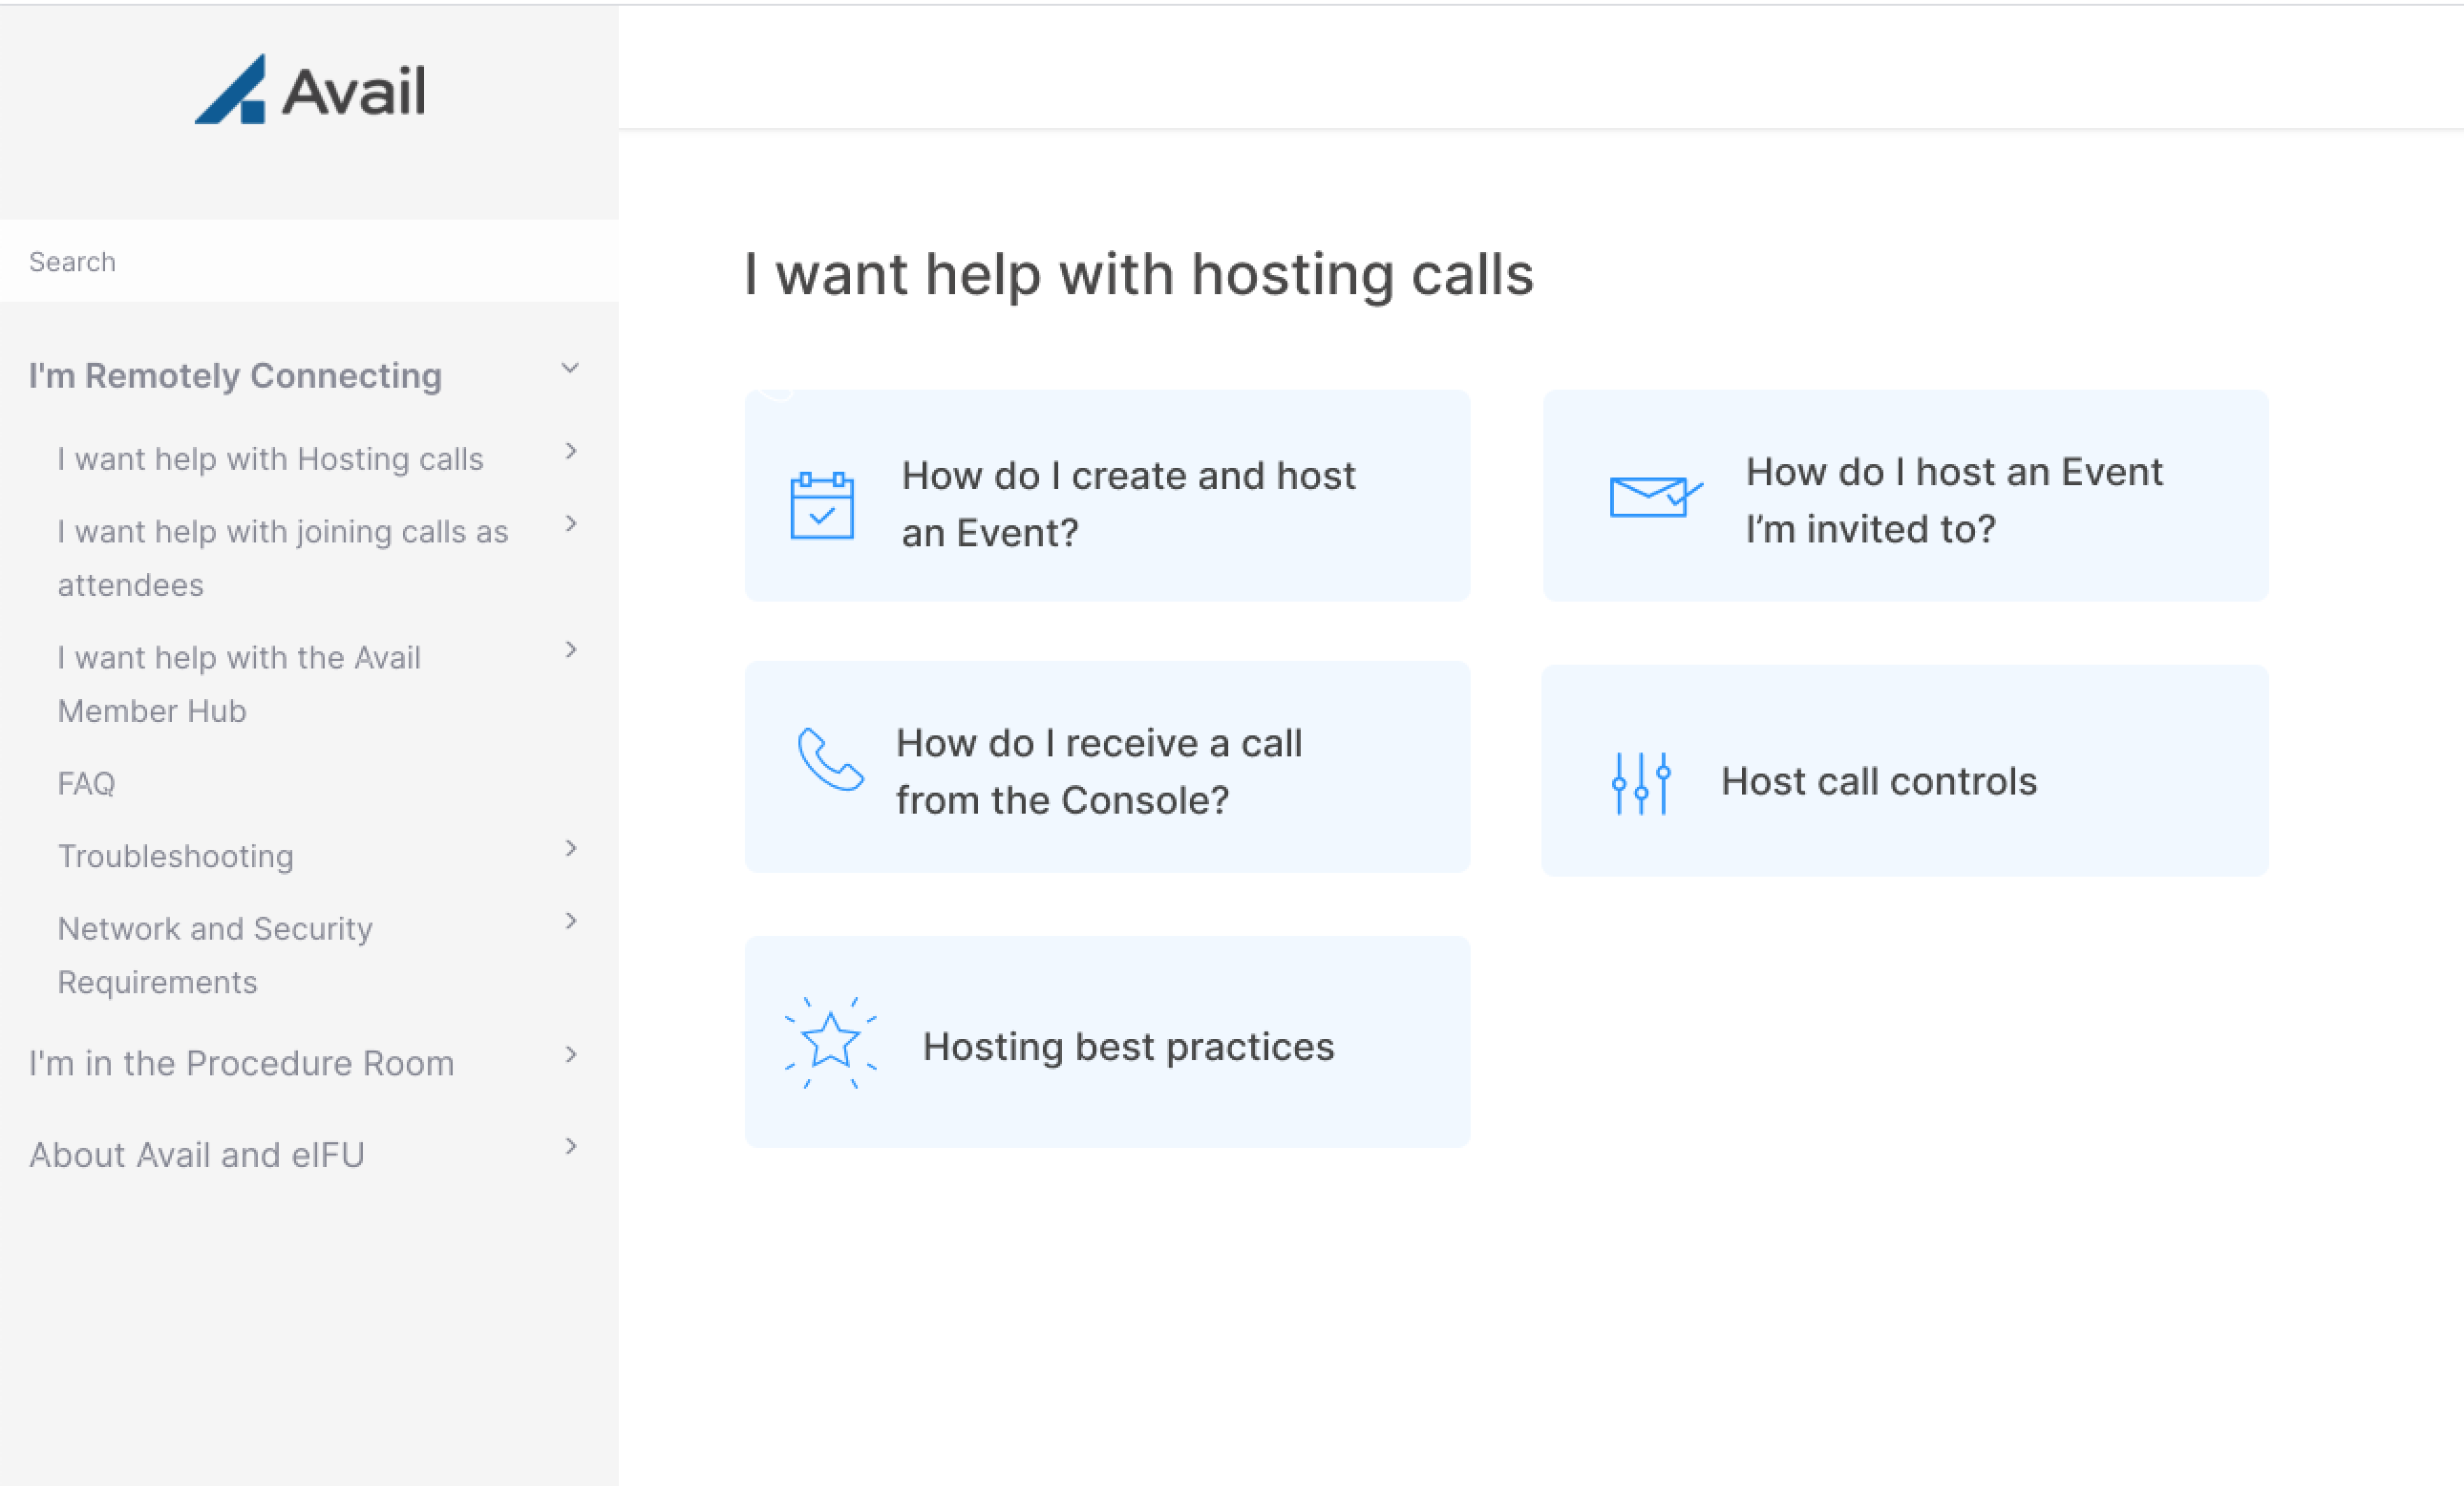 Avail
Search
I'm Remotely Connecting
I want help with Hosting calls
I want help with joining calls as
attendees
I want help with the Avail
Member Hub
FAQ
Troubleshooting
Network and Security
Requirements
I'm in the Procedure Room
About Avail and eIFU
I want help with hosting calls
How do I create and host
an Event?
How do I host an Event
I’m invited to?
How do I receive a call
from the Console?
Host call controls
Hosting best practices